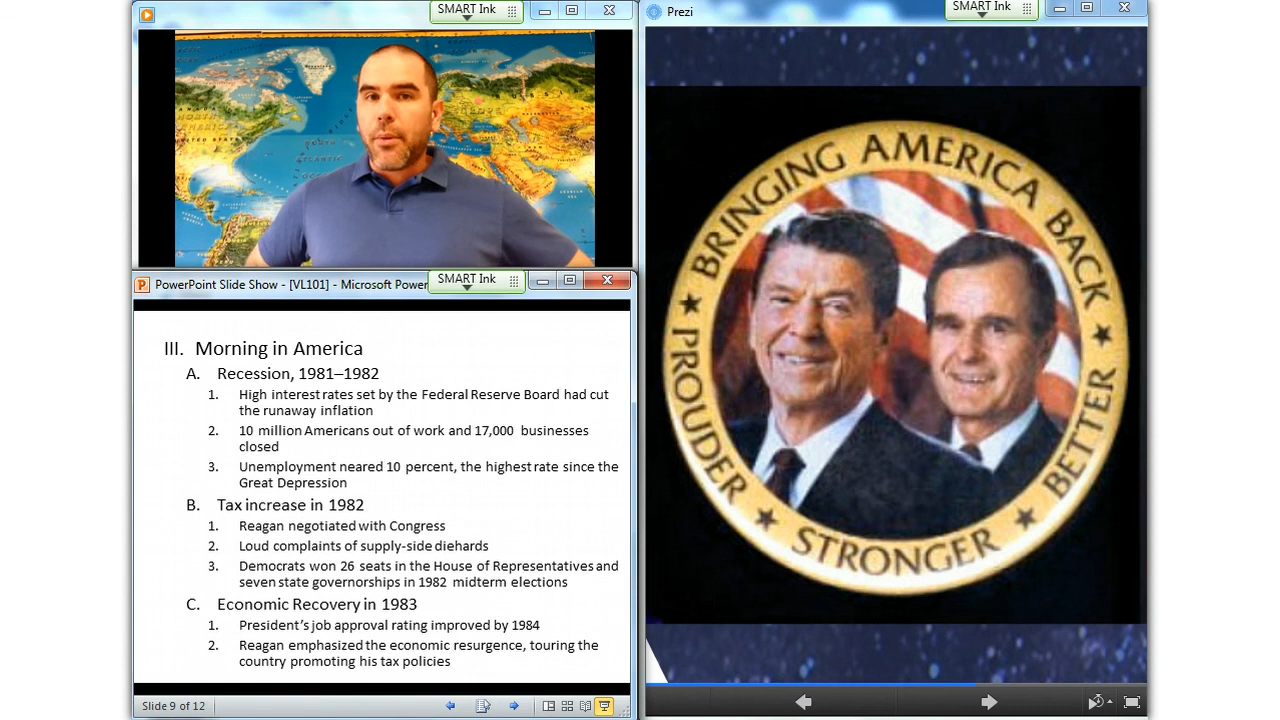 SMART Ink
SMART Ink
Prezi
PowerPoint Slide Show - [VL101] - Microsoft Power
SMART Ink
III. Morning in America
A. Recession, 1981–1982
1. High interest rates set by the Federal Reserve Board had cut
the runaway inflation
2. 10 million Americans out of work and 17,000 businesses
closed
3. Unemployment neared 10 percent, the highest rate since the
Great Depression
B. Tax increase in 1982
1. Reagan negotiated with Congress
2. Loud complaints of supply-side diehards
3. Democrats won 26 seats in the House of Representatives and
seven state governorships in 1982 midterm elections
C. Economic Recovery in 1983
1. President’s job approval rating improved by 1984
2. Reagan emphasized the economic resurgence, touring the
country promoting his tax policies
Slide 9 of 12
BRINGING AMERICA BACK
PROUDER ★ STRONGER ★ BETTER